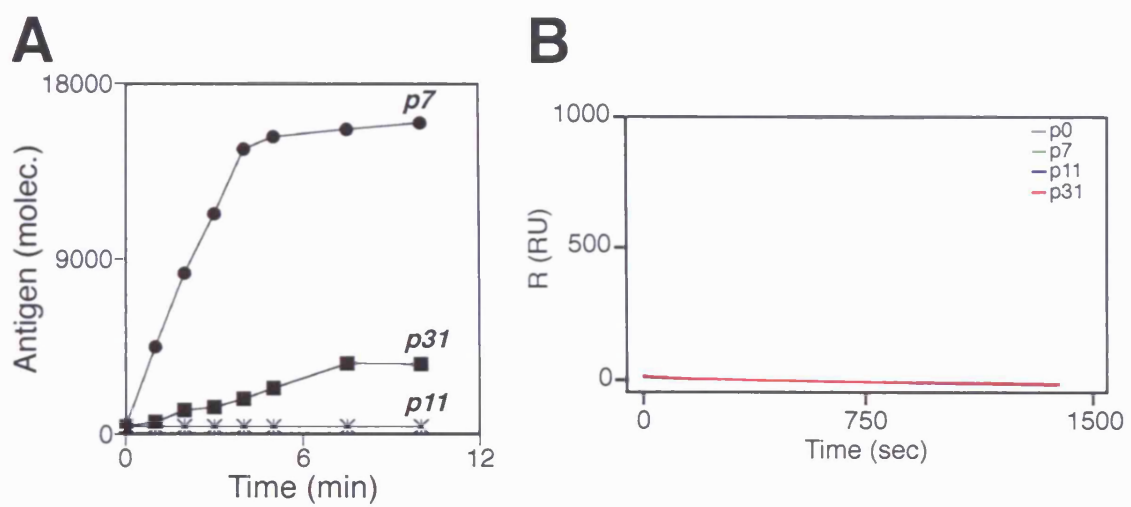 A
B
18000
9000
0
Antigen (molec.)
p7
p31
p11
0 6 12
Time (min)
1000
500
0
R (RU)
p0
p7
p11
p31
0 750 1500
Time (sec)